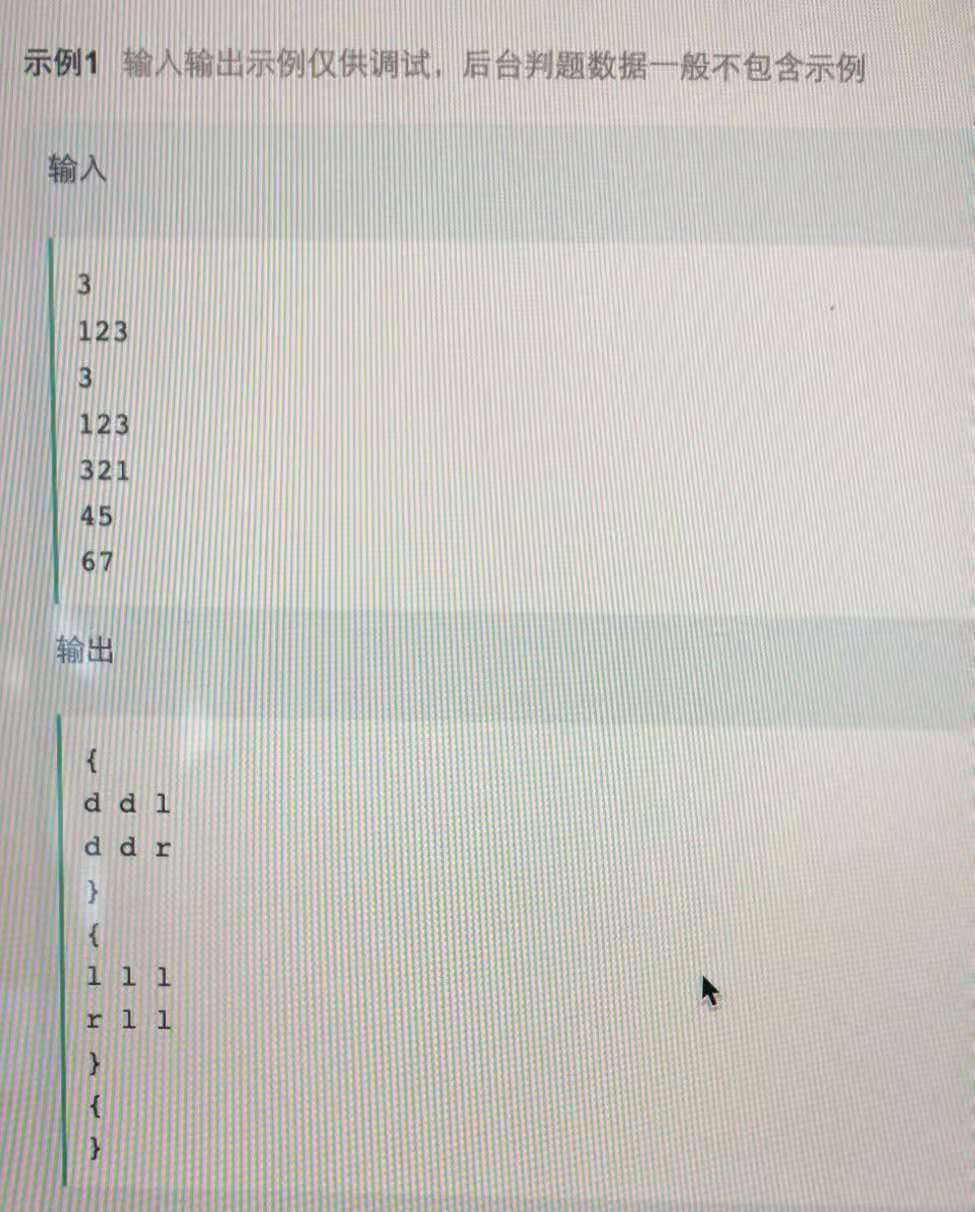 示例1 输入输出示例仅供调试，后台判题数据一般不包含示例
输入
3
123
3
123
321
45
67
输出
{
d d l
d d r
}
{
l l l
r l l
}
{
}